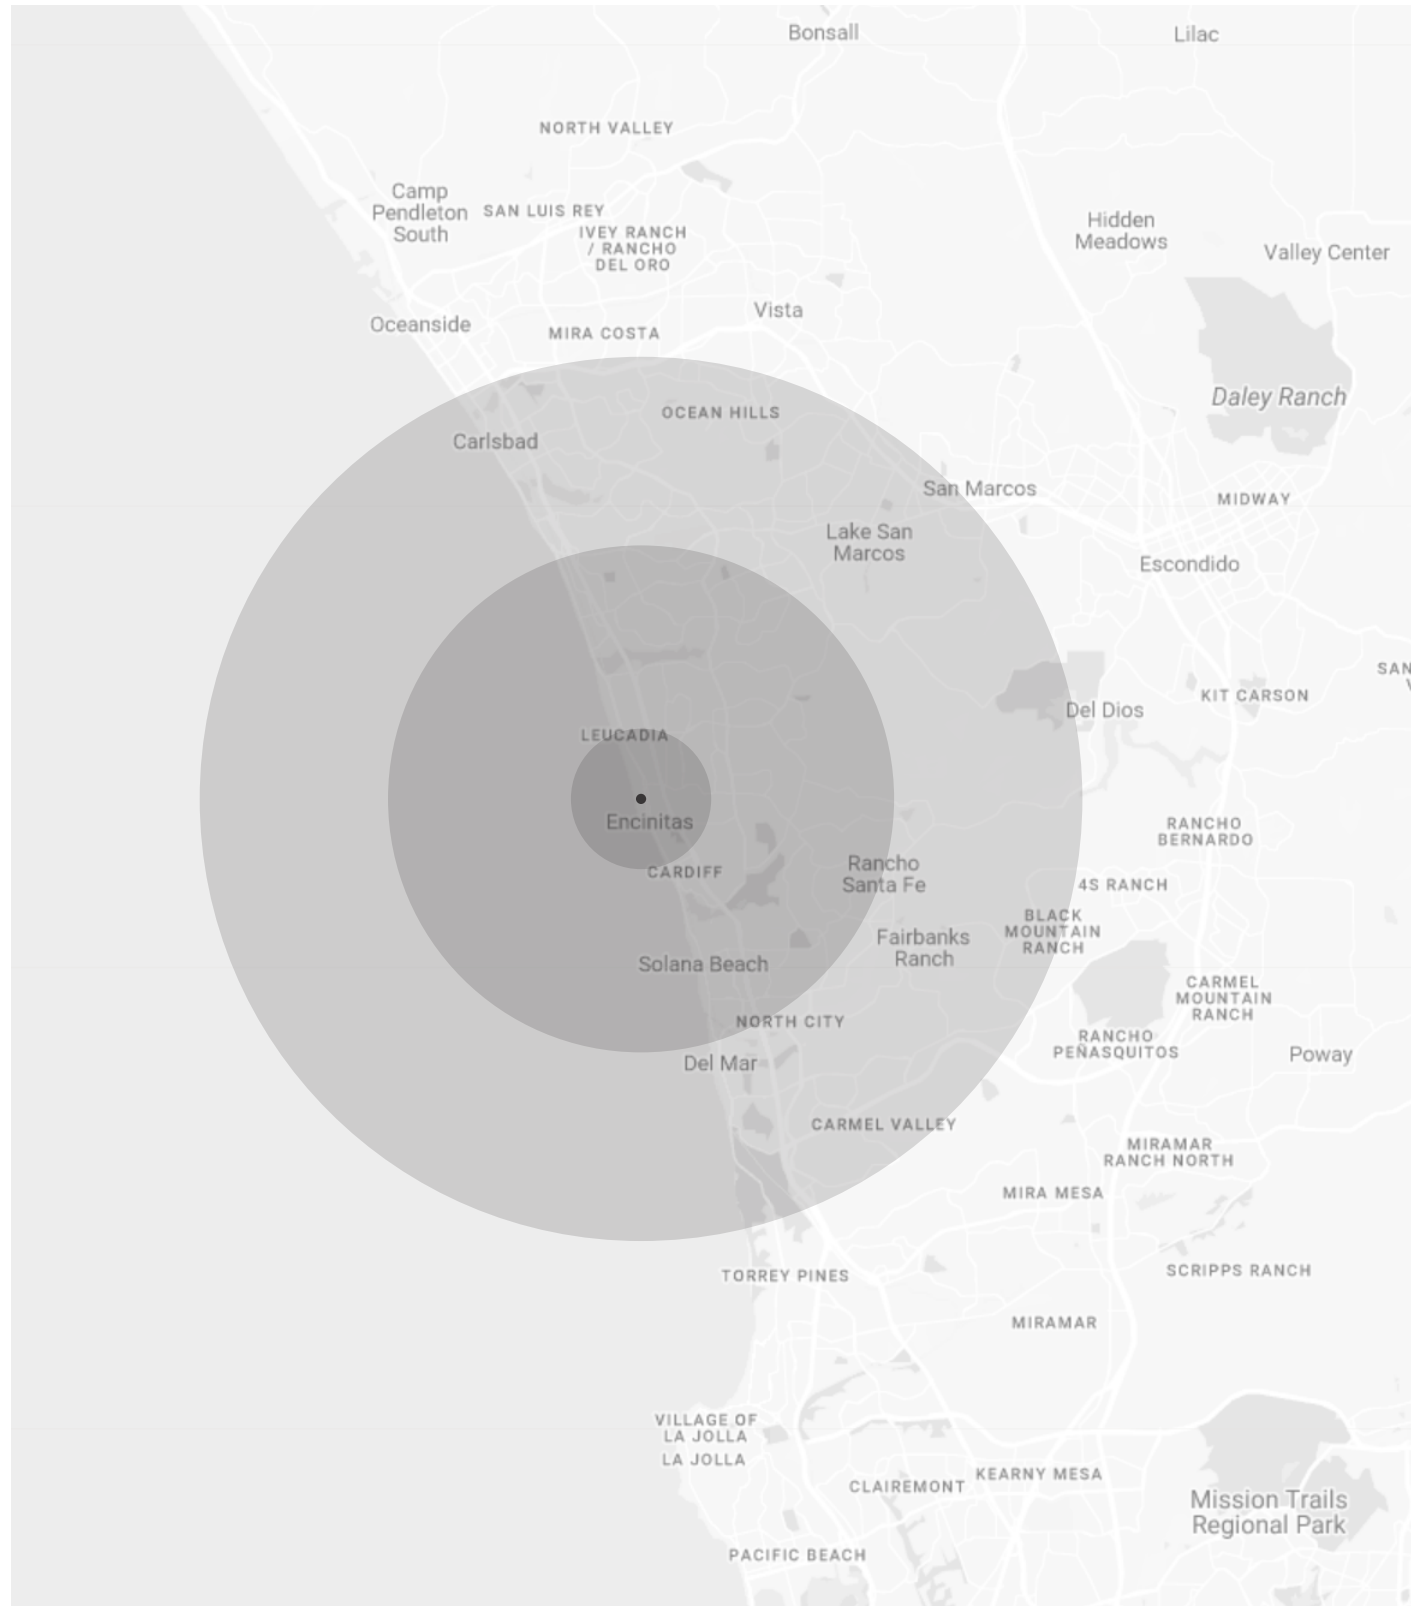 Bonsall
Lilac
NORTH VALLEY
Camp
Pendleton
South
SAN LUIS REY
IVEY RANCH
/ RANCHO
DEL ORO
Hidden
Meadows
Valley Center
Oceanside
MIRA COSTA
Vista
Daley Ranch
OCEAN HILLS
Carlsbad
San Marcos
MIDWAY
Lake San
Marcos
Escondido
SAN
V
KIT CARSON
Del Dios
LEUCADIA
Encinitas
RANCHO
BERNARDO
CARDIFF
Rancho
Santa Fe
4S RANCH
BLACK
MOUNTAIN
RANCH
Fairbanks
Ranch
Solana Beach
CARMEL
MOUNTAIN
RANCH
NORTH CITY
RANCHO
PEÑASQUITOS
Poway
Del Mar
CARMEL VALLEY
MIRAMAR
RANCH NORTH
MIRA MESA
TORREY PINES
SCRIPPS RANCH
MIRAMAR
VILLAGE OF
LA JOLLA
LA JOLLA
CLAIREMONT
KEARNY MESA
Mission Trails
Regional Park
PACIFIC BEACH